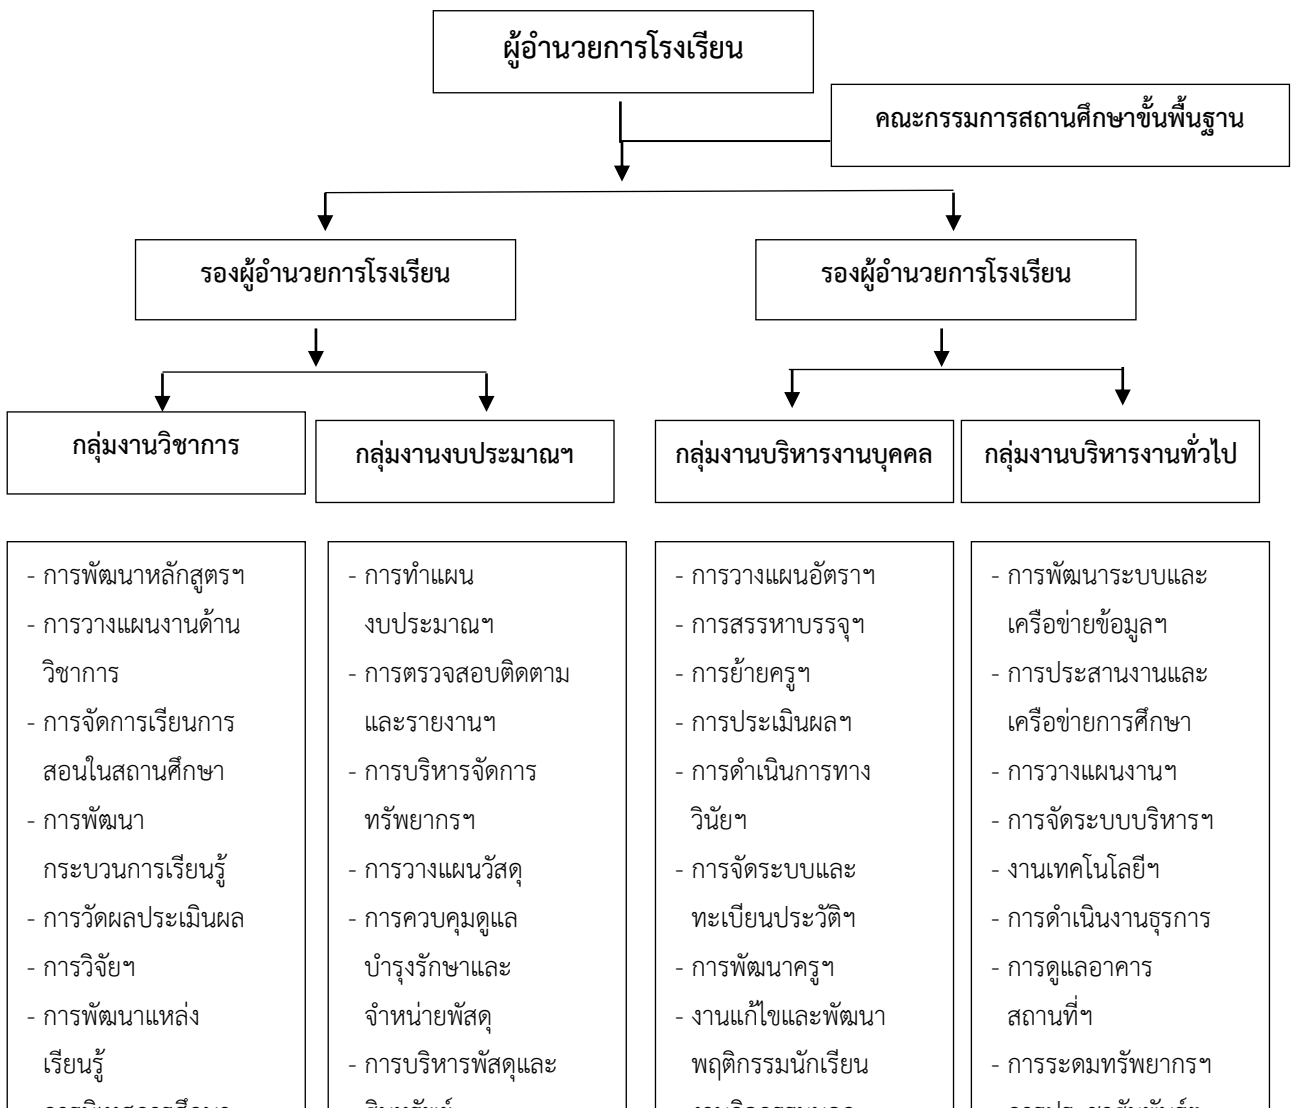 ผู้อำนวยการโรงเรียน
คณะกรรมการสถานศึกษาขั้นพื้นฐาน
รองผู้อำนวยการโรงเรียน
รองผู้อำนวยการโรงเรียน
กลุ่มงานวิชาการ
กลุ่มงานงบประมาณฯ
กลุ่มงานบริหารงานบุคคล
กลุ่มงานบริหารงานทั่วไป
- การพัฒนาหลักสูตรฯ
- การวางแผนงานด้าน
วิชาการ
- การจัดการเรียนการ
สอนในสถานศึกษา
- การพัฒนา
กระบวนการเรียนรู้
- การวัดผลประเมินผล
- การวิจัยฯ
- การพัฒนาแหล่ง
เรียนรู้
- การทำแผน
งบประมาณฯ
- การตรวจสอบติดตาม
และรายงานฯ
- การบริหารจัดการ
ทรัพยากรฯ
- การวางแผนวัสดุ
- การควบคุมดูแล
บำรุงรักษาและ
จำหน่ายพัสดุ
- การบริหารพัสดุและ
- การวางแผนอัตราฯ
- การสรรหาบรรจุฯ
- การย้ายครูฯ
- การประเมินผลฯ
- การดำเนินการทาง
วินัยฯ
- การจัดระบบและ
ทะเบียนประวัติฯ
- การพัฒนาครูฯ
- งานแก้ไขและพัฒนา
พฤติกรรมนักเรียน
- การพัฒนาระบบและ
เครือข่ายข้อมูลฯ
- การประสานงานและ
เครือข่ายการศึกษา
- การวางแผนงานฯ
- การจัดระบบบริหารฯ
- งานเทคโนโลยีฯ
- การดำเนินงานธุรการ
- การดูแลอาคาร
สถานที่ฯ
- การระดมทรัพยากรฯ